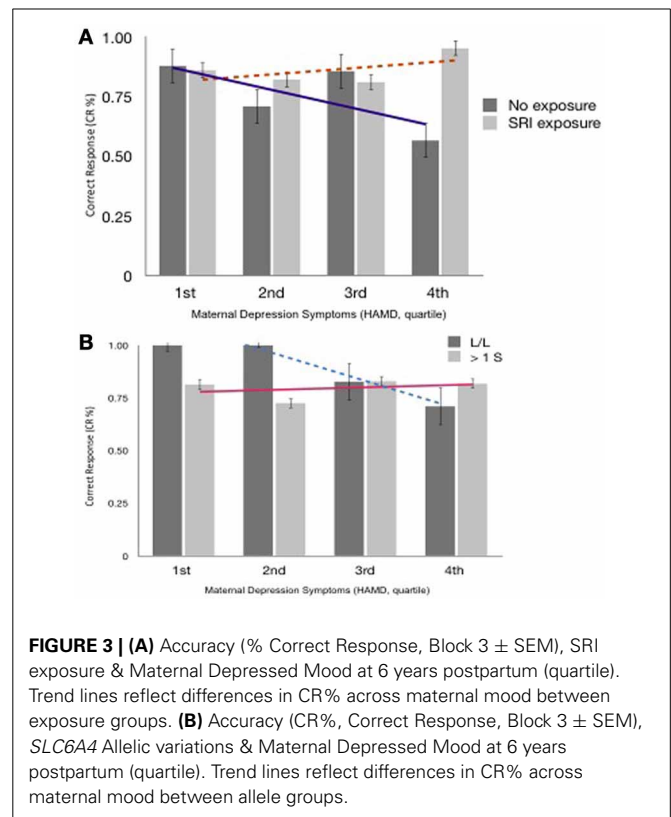 A
1.00
0.75
0.50
0.25
0
Correct Response (CR %)
No exposure
SRI exposure
1st 2nd 3rd 4th
Maternal Depression Symptoms (HAMD, quartile)
B
L/L
> 1 S
1.00
0.75
0.50
0.25
0
Correct Response (CR %)
1st 2nd 3rd 4th
Maternal Depression Symptoms (HAMD, quartile)
FIGURE 3 | (A) Accuracy (% Correct Response, Block 3 ± SEM), SRI
exposure & Maternal Depressed Mood at 6 years postpartum (quartile).
Trend lines reflect differences in CR% across maternal mood between
exposure groups. (B) Accuracy (CR%, Correct Response, Block 3 ± SEM),
SLC6A4 Allelic variations & Maternal Depressed Mood at 6 years
postpartum (quartile). Trend lines reflect differences in CR% across
maternal mood between allele groups.